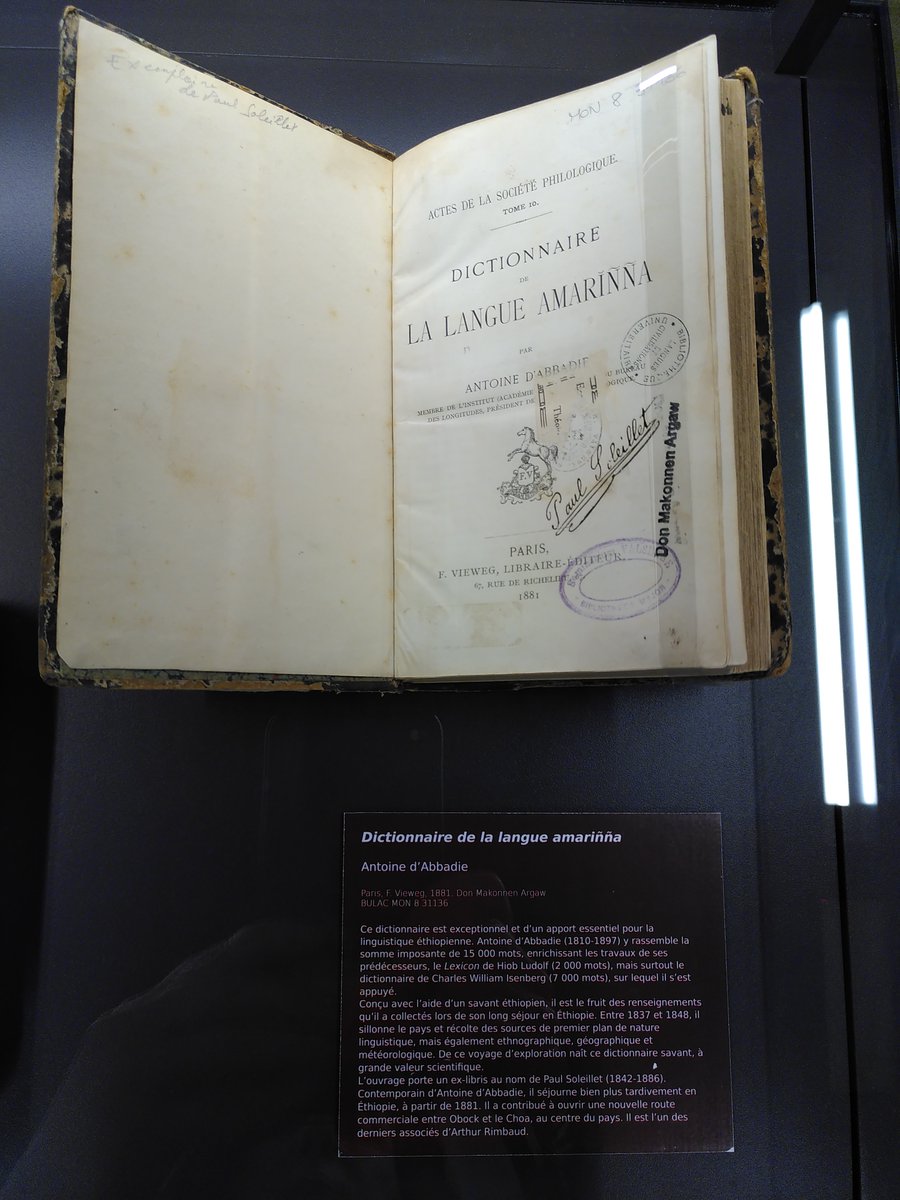 Exemplaire
de Paul Soleillet
MON 8
ACTES DE LA SOCIÉTÉ PHILOLOGIQUE.
TOME 10.
DICTIONNAIRE
DE
LA LANGUE AMARIÑÑA
PAR
ANTOINE D'ABBADIE
MEMBRE DE L'INSTITUT (ACADÉMIE DU BUREAU
DES LONGITUDES, PRÉSIDENT DE
BIBLIOTHÈQUE
UNIVERSITAIRE
LANGUES
CIVILISATIONS
F.V
Paul Soleillet
Don Makonnen Argaw
PARIS,
F. VIEWEG, LIBRAIRE-ÉDITEUR,
67, RUE DE RICHELIEU
1881
Dictionnaire de la langue amariñña
Antoine d’Abbadie
Paris, F. Vieweg, 1881. Don Makonnen Argaw
BULAC MON 8 31136
Ce dictionnaire est exceptionnel et d’un apport essentiel pour la
linguistique éthiopienne. Antoine d’Abbadie (1810-1897) y rassemble la
somme imposante de 15 000 mots, enrichissant les travaux de ses
prédécesseurs, le Lexicon de Hiob Ludolf (2 000 mots), mais surtout le
dictionnaire de Charles William Isenberg (7 000 mots), sur lequel il s’est
appuyé.
Conçu avec l’aide d’un savant éthiopien, il est le fruit des renseignements
qu’il a collectés lors de son long séjour en Éthiopie. Entre 1837 et 1848, il
sillonne le pays et récolte des sources de premier plan de nature
linguistique, mais également ethnographique, géographique et
météorologique. De ce voyage d’exploration naît ce dictionnaire savant, à
grande valeur scientifique.
L’ouvrage porte un ex-libris au nom de Paul Soleillet (1842-1886).
Contemporain d’Antoine d’Abbadie, il séjourne bien plus tardivement en
Éthiopie, à partir de 1881. Il a contribué à ouvrir une nouvelle route
commerciale entre Obock et le Choa, au centre du pays. Il est l’un des
derniers associés d’Arthur Rimbaud.